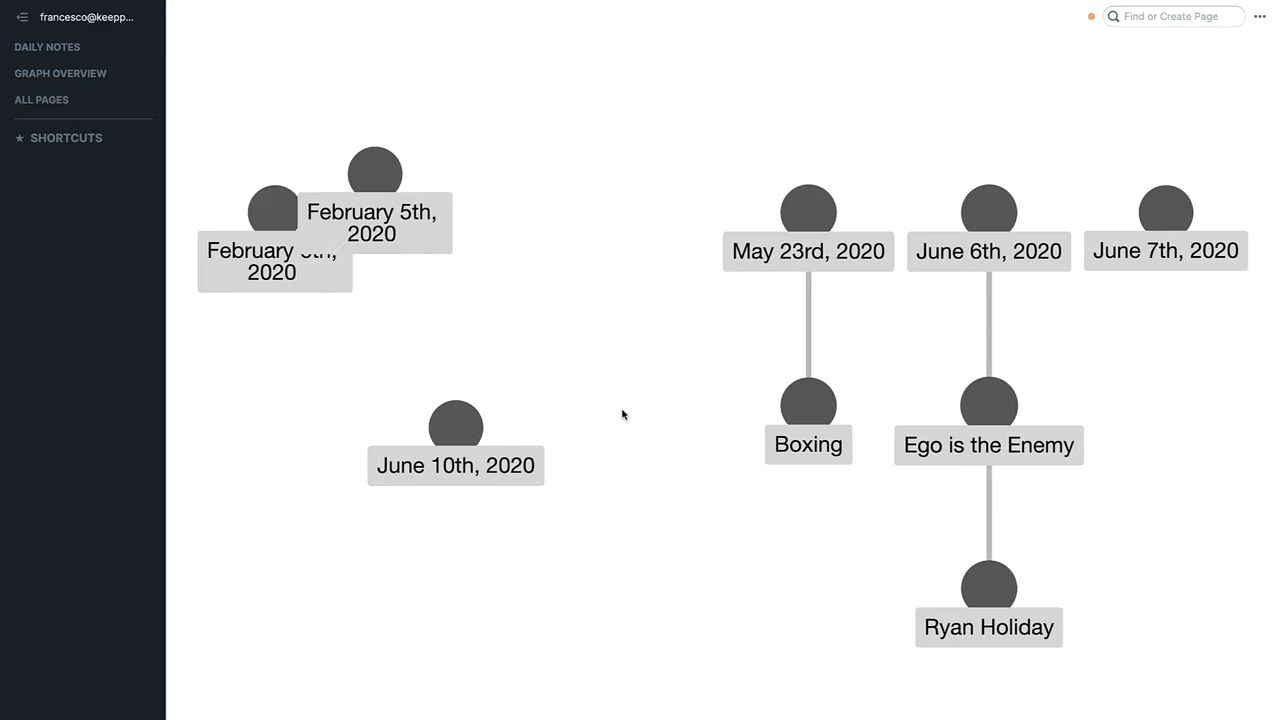 francesco@keepp...
DAILY NOTES
GRAPH OVERVIEW
ALL PAGES
★ SHORTCUTS
Find or Create Page
February 5th,
2020
February
2020
May 23rd, 2020
June 6th, 2020
June 7th, 2020
Boxing
Ego is the Enemy
June 10th, 2020
Ryan Holiday